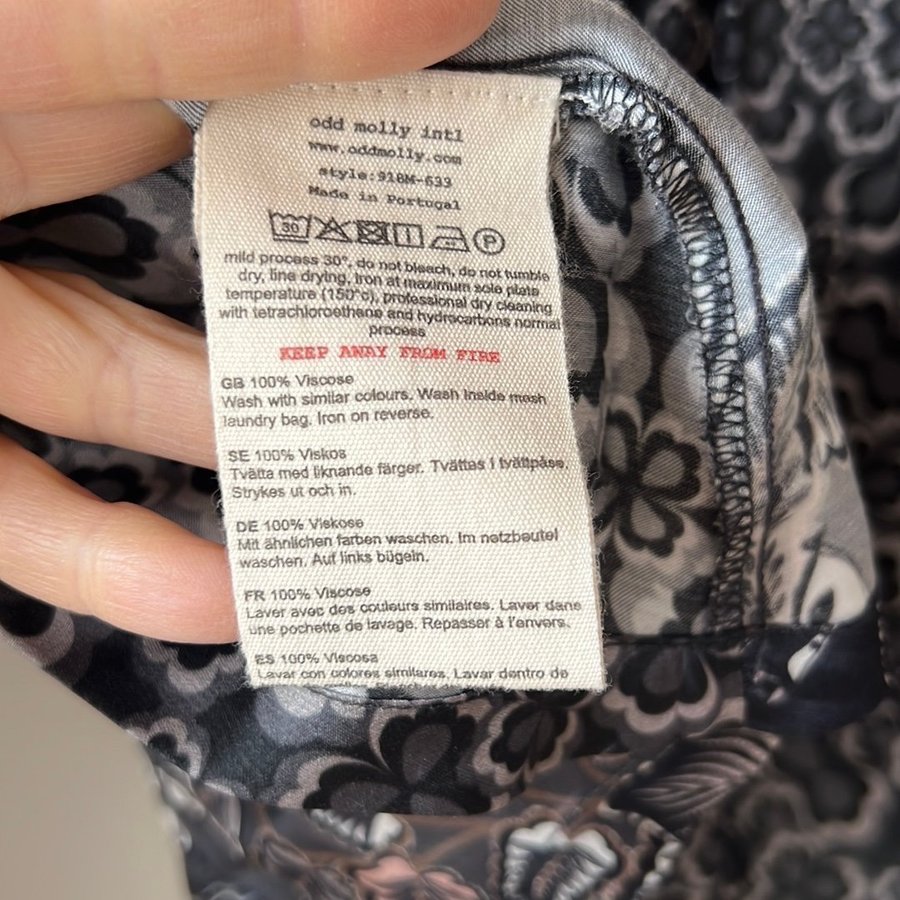 odd molly intl
www.oddmolly.com
style:918M-633
Made in Portugal
30 P
mild process 30°, do not bleach, do not tumble
dry, line drying, iron at maximum sole plate
temperature (150°c), professional dry cleaning
with tetrachloroethene and hydrocarbons normal
process
KEEP AWAY FROM FIRE
GB 100% Viscose
Wash with similar colours. Wash inside mesh
laundry bag. Iron on reverse.
SE 100% Viskos
Tvätta med liknande färger. Tvättas i tvättpåse.
Strykes ut och in.
DE 100% Viskose
Mit ähnlichen farben waschen. Im netzbeutel
waschen. Auf links bügeln.
FR 100% Viscose
Laver avec des couleurs similaires. Laver dans
une pochette de lavage. Repasser à l'envers.
ES 100% Viscosa
Lavar con colores similares. Lavar dentro de